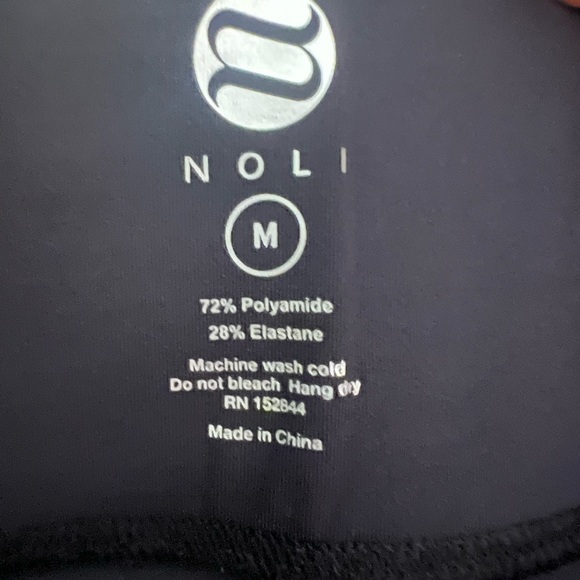 NOLI
M
72% Polyamide
28% Elastane
Machine wash cold
Do not bleach Hang dry
RN 152844
Made in China